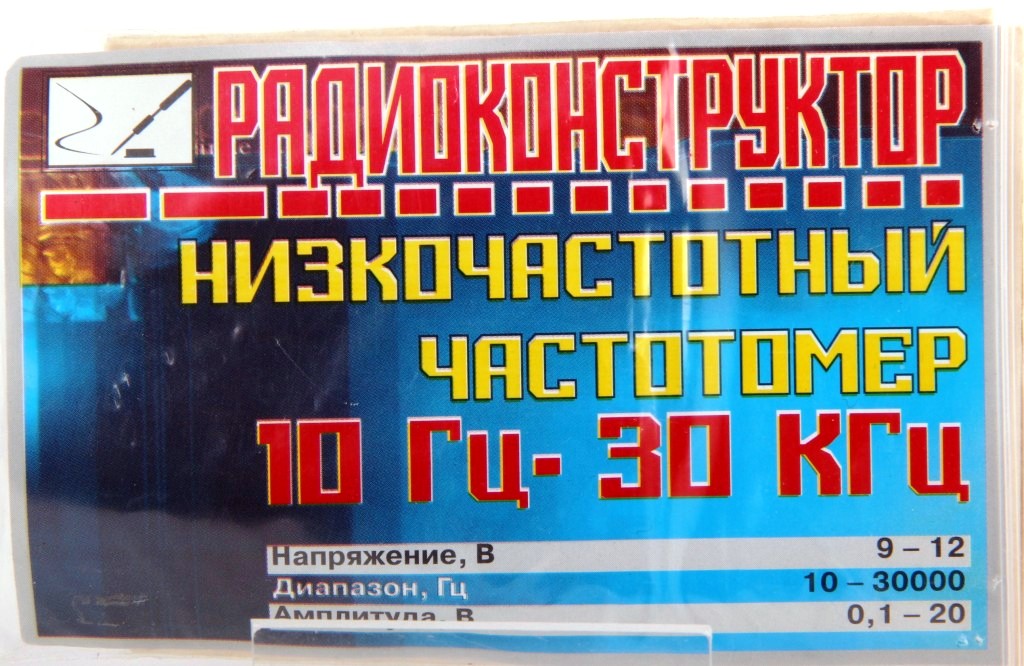 РАДИОКОНСТРУКТОР
НИЗКОЧАСТОТНЫЙ
ЧАСТОТОМЕР
10 Гц- 30 КГц
Напряжение, В 9 – 12
Диапазон, Гц 10 – 30000
Амплитуда, В 0,1 – 20